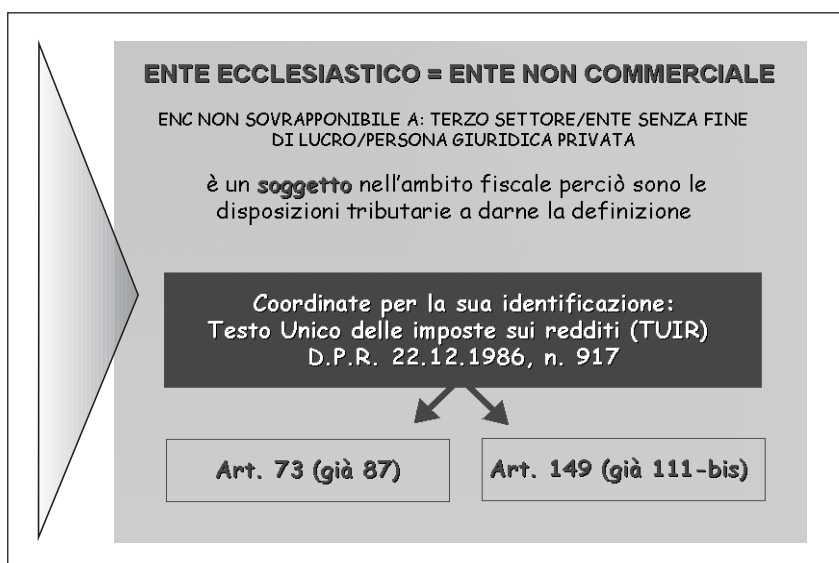 ENTE ECCLESIASTICO = ENTE NON COMMERCIALE
ENC NON SOVRAPPONIBILE A: TERZO SETTORE/ENTE SENZA FINE
DI LUCRO/PERSONA GIURIDICA PRIVATA
è un soggetto nell'ambito fiscale perciò sono le
disposizioni tributarie a darne la definizione
Coordinate per la sua identificazione:
Testo Unico delle imposte sui redditi (TUIR)
D.P.R. 22.12.1986, n. 917
Art. 73 (già 87)
Art. 149 (già 111-bis)